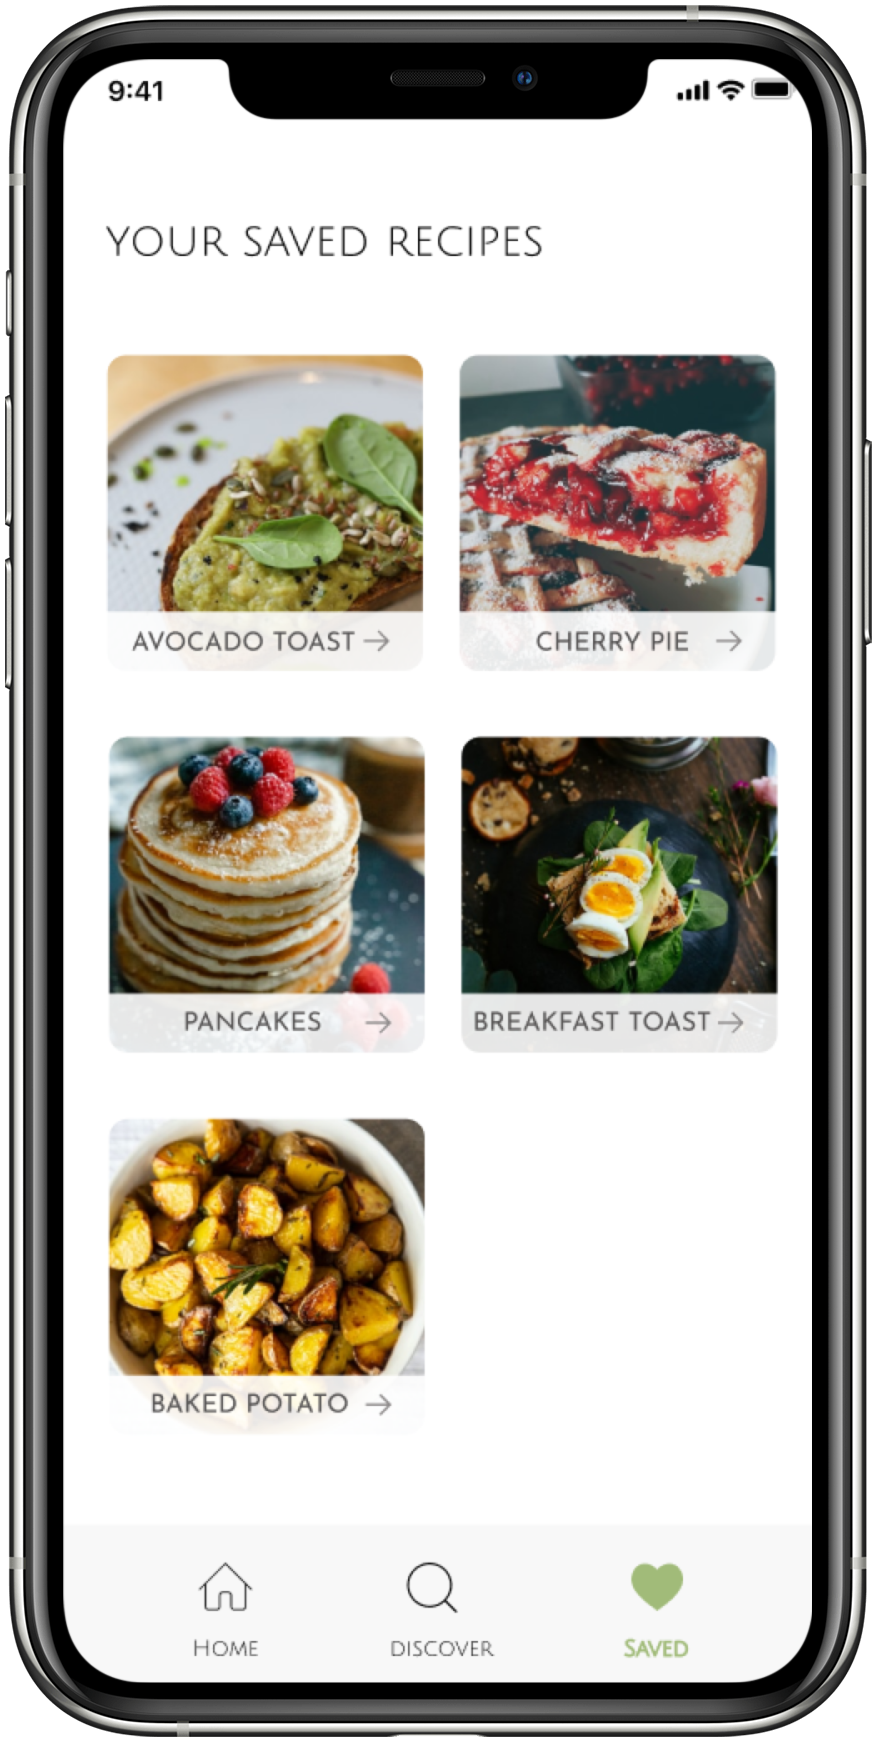 9:41
YOUR SAVED RECIPES
AVOCADO TOAST →
CHERRY PIE →
PANCAKES →
BREAKFAST TOAST →
BAKED POTATO →
HOME
DISCOVER
SAVED